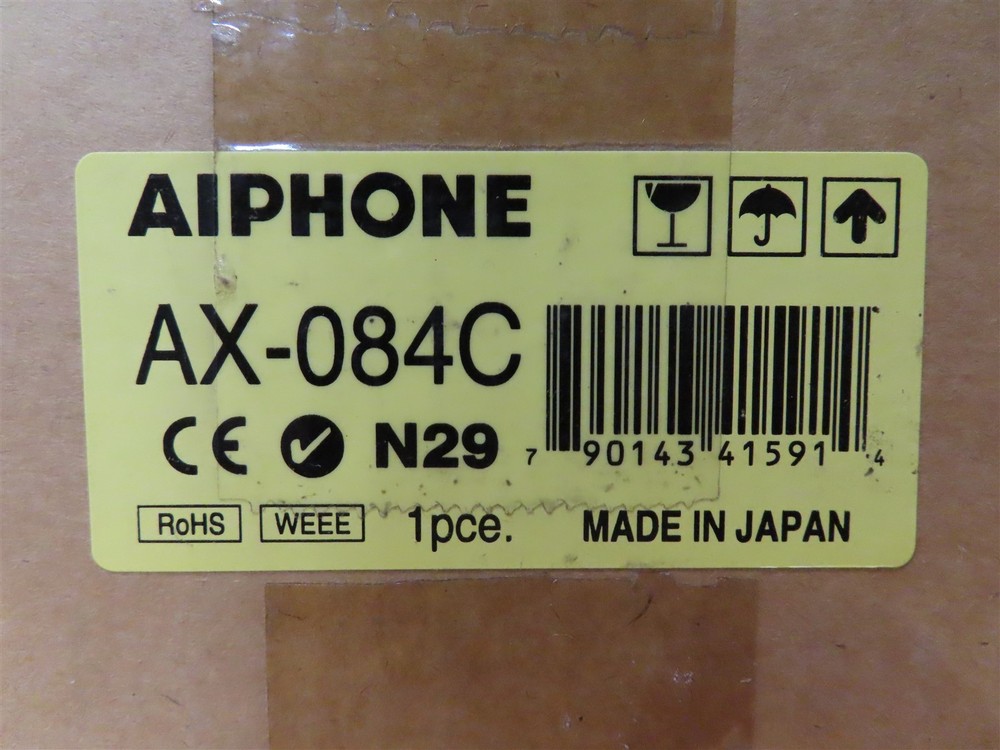 AIPHONE
AX-084C
CE N29
7 90143 41591 4
RoHS WEEE 1pce. MADE IN JAPAN